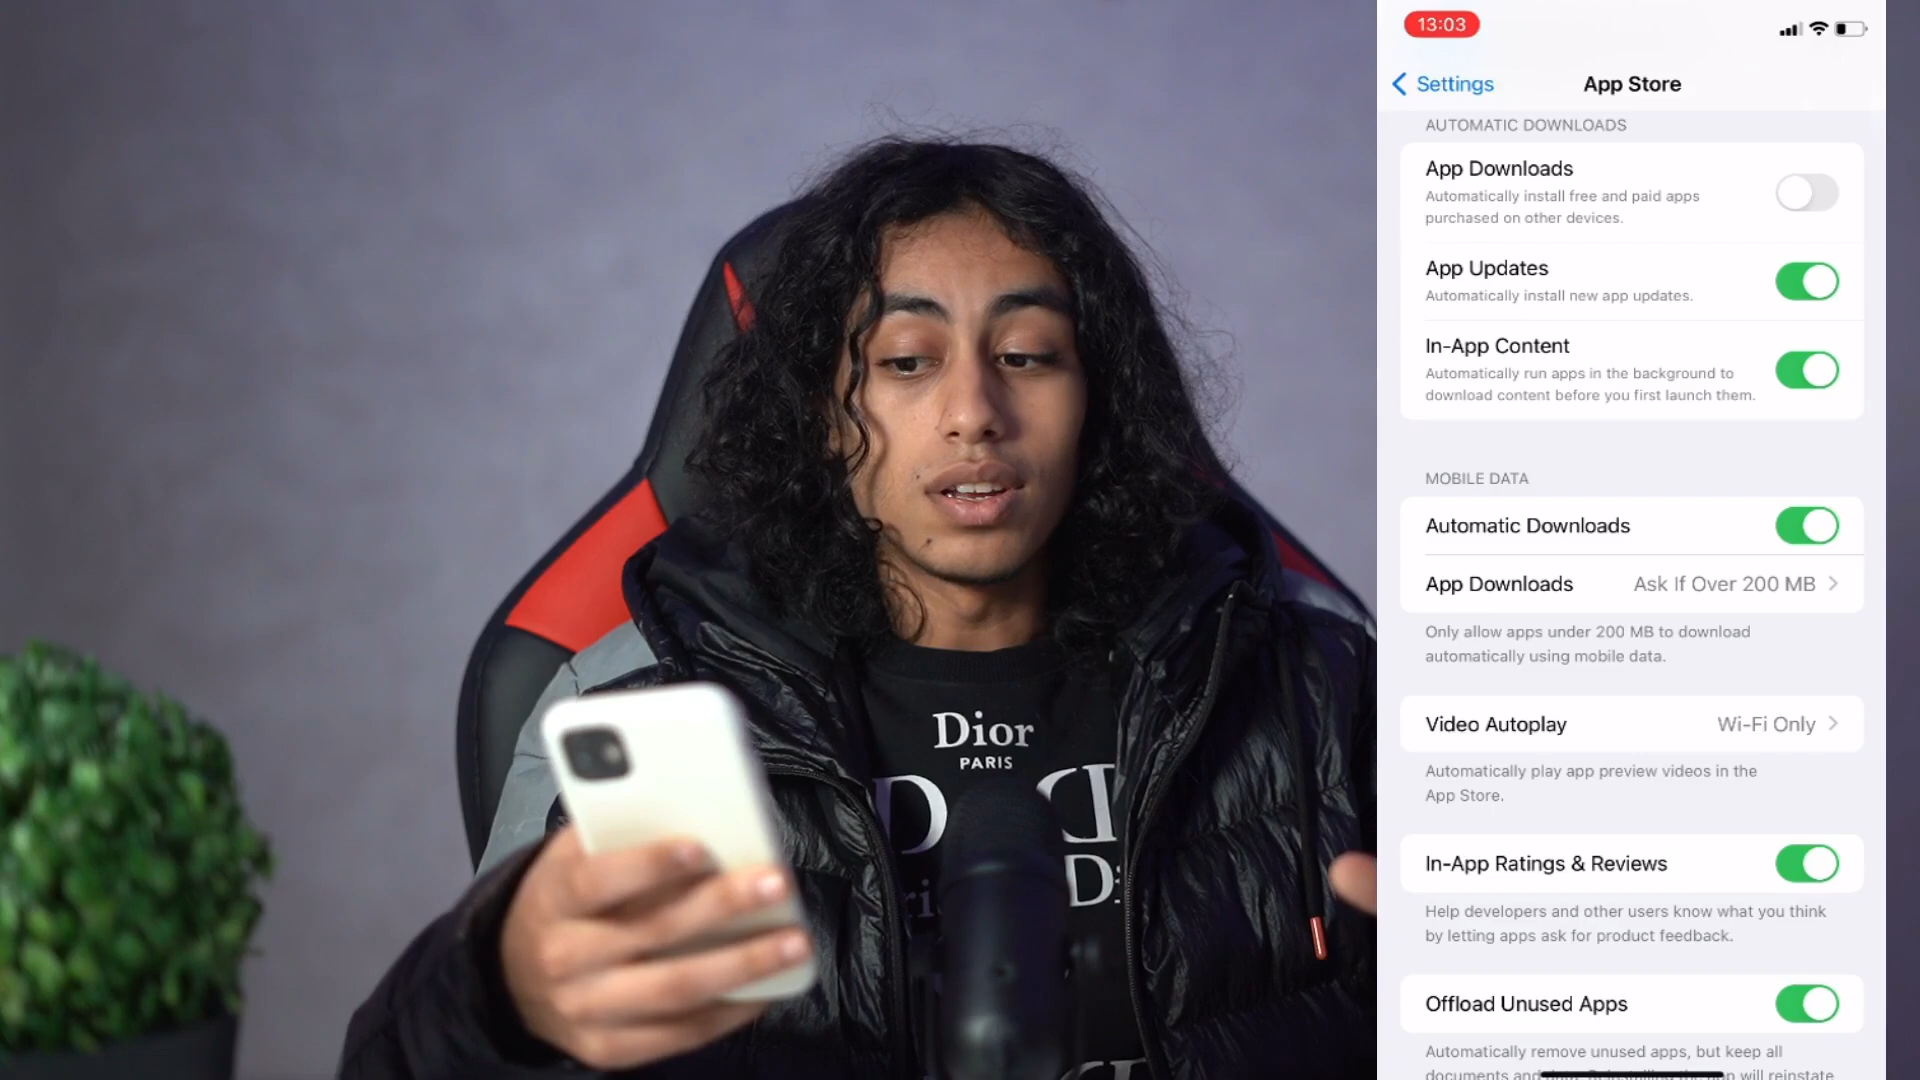 13:03
Settings
App Store
AUTOMATIC DOWNLOADS
App Downloads
Automatically install free and paid apps
purchased on other devices.
App Updates
Automatically install new app updates.
In-App Content
Automatically run apps in the background to
download content before you first launch them.
MOBILE DATA
Automatic Downloads
App Downloads Ask If Over 200 MB
Only allow apps under 200 MB to download
automatically using mobile data.
Video Autoplay Wi-Fi Only
Automatically play app preview videos in the
App Store.
In-App Ratings & Reviews
Help developers and other users know what you think
by letting apps ask for product feedback.
Offload Unused Apps
Automatically remove unused apps, but keep all
documents and will reinstate
Dior
PARIS